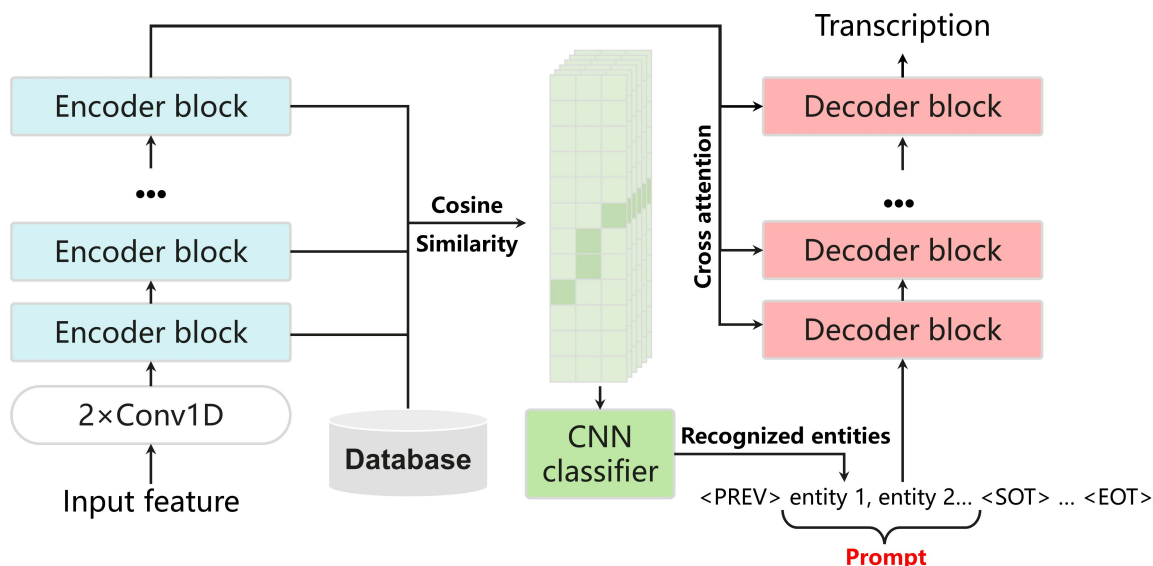 Transcription
Encoder block
Decoder block
•••
Cosine
Similarity
Cross attention
•••
Encoder block
Decoder block
Encoder block
Decoder block
2×Conv1D
Database
CNN
classifier
Recognized entities
Input feature
<PREV> entity 1, entity 2... <SOT> ... <EOT>
Prompt